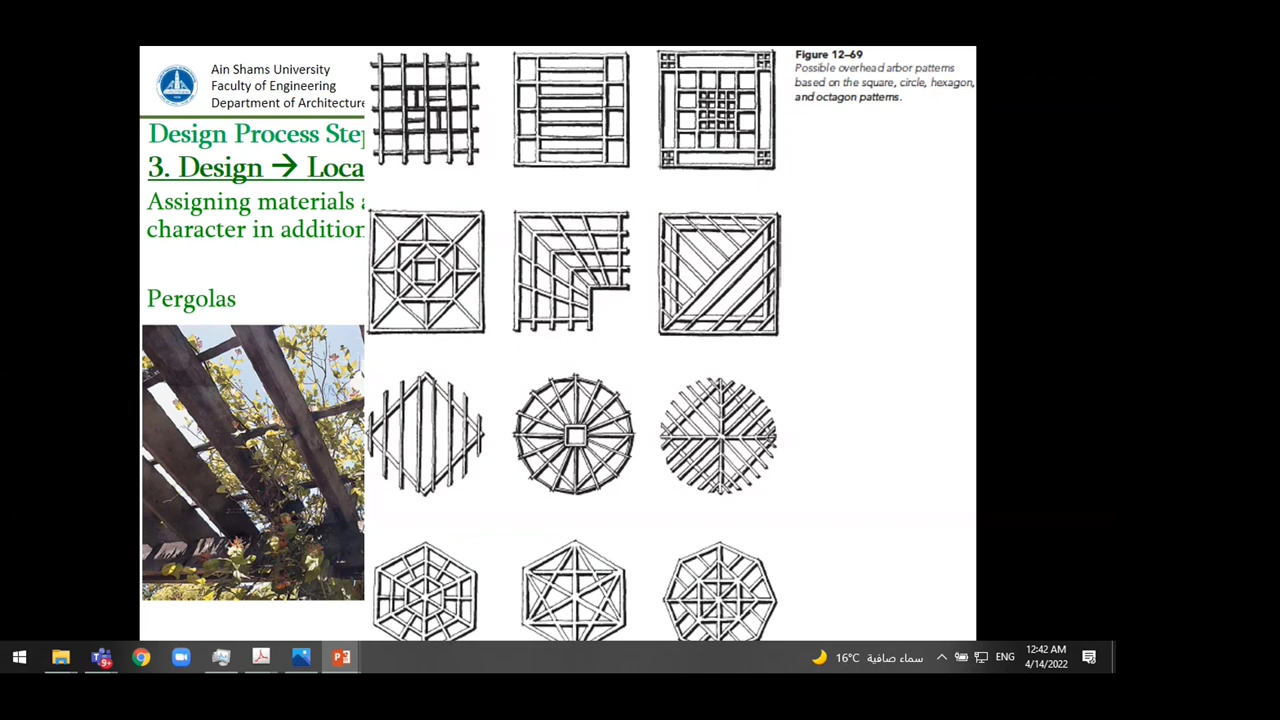 Ain Shams University
Faculty of Engineering
Department of Architecture
Design Process Ste
3. Design → Loca
Assigning materials
character in addition
Pergolas
Figure 12–69
Possible overhead arbor patterns
based on the square, circle, hexagon,
and octagon patterns.
9+
16°C سماء صافية
ENG
12:42 AM
4/14/2022